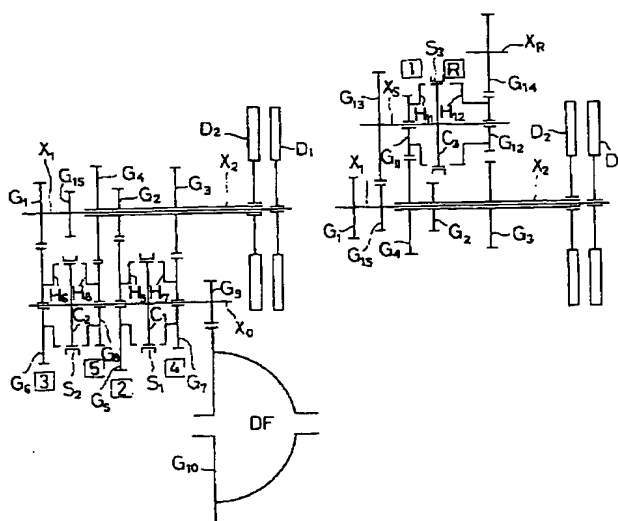 S3 XR
1 R
G13 XS G14
H11 H12
D2 D1 D2 D
X1 G15 G4 G2 G3 X2 G11 C3 G12
G1 X1 X2
G1 G15 G4 G2 G3
H6 H8 H5 H7 G9
C2 C1 X0
G6 S2 G8 S1 G7
3 5 G5 2 4
DF
G10